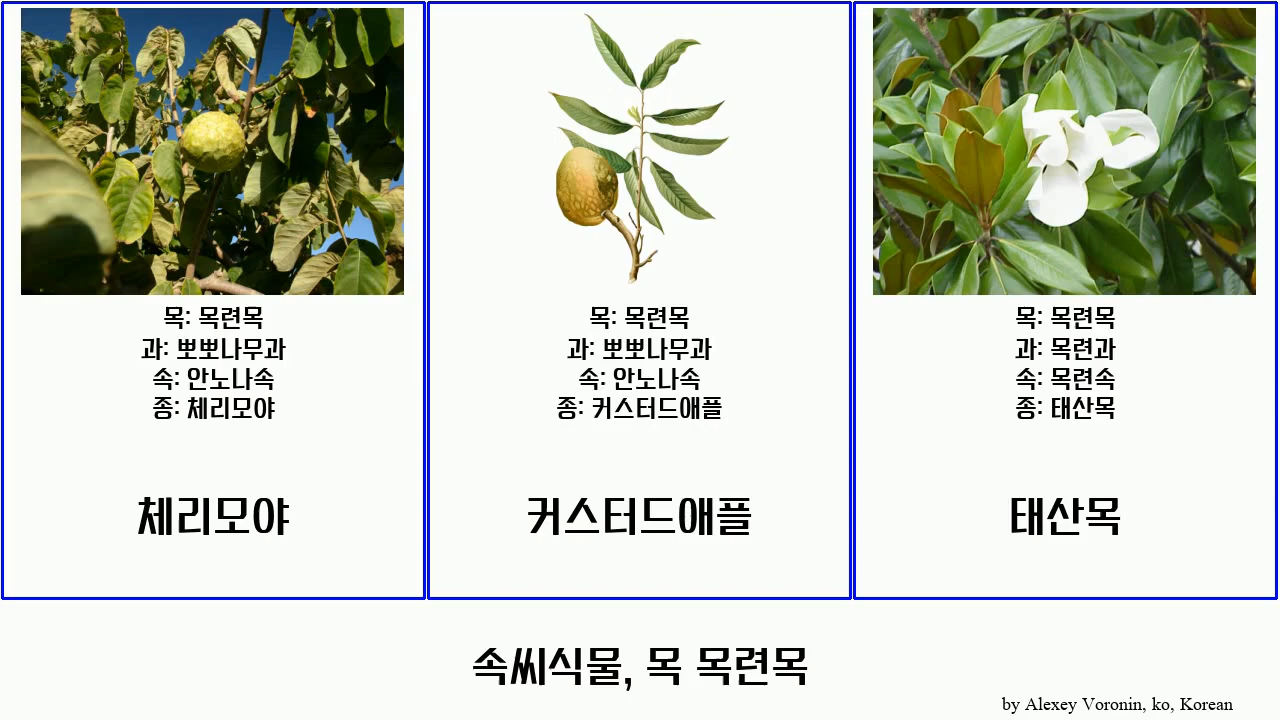 목: 목련목
과: 뽀뽀나무과
속: 안노나속
종: 체리모야
체리모야
목: 목련목
과: 뽀뽀나무과
속: 안노나속
종: 커스터드애플
커스터드애플
목: 목련목
과: 목련과
속: 목련속
종: 태산목
태산목
속씨식물, 목 목련목
by Alexey Voronin, ko, Korean